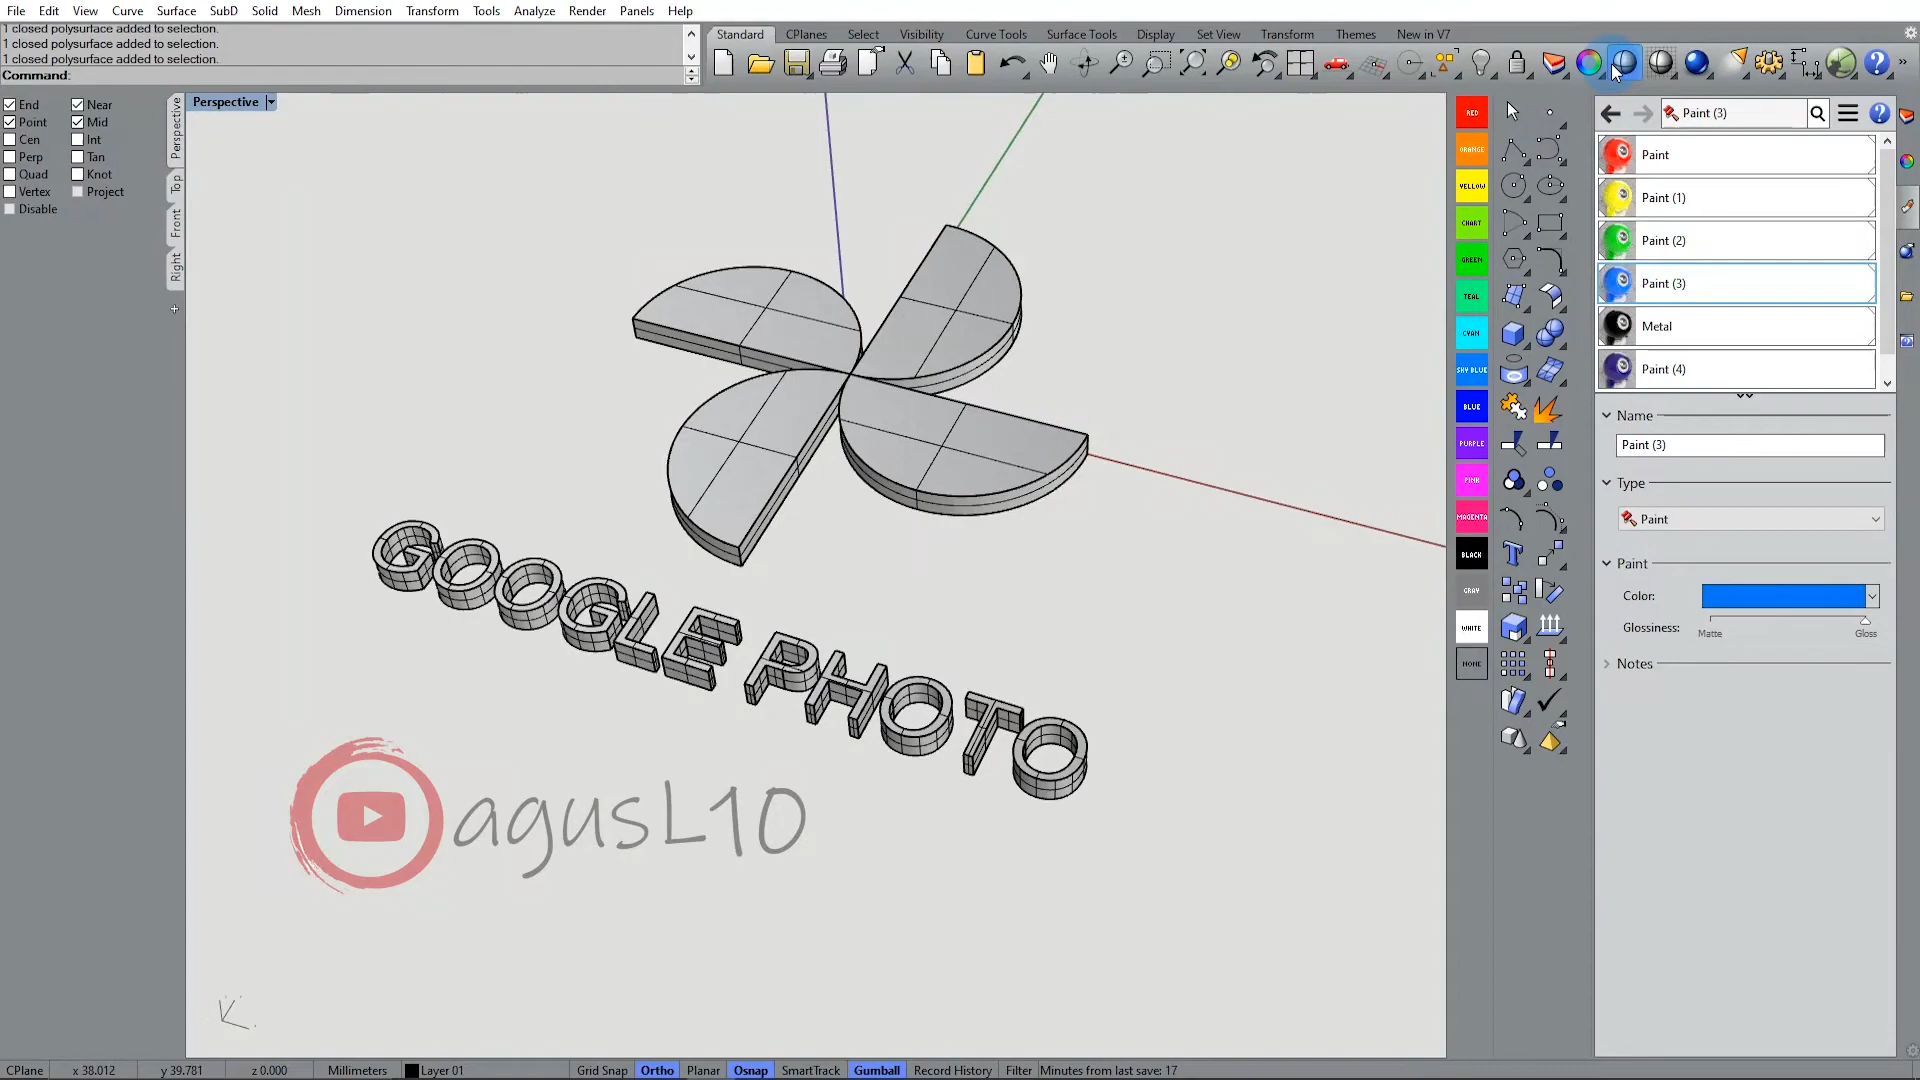 File Edit View Curve Surface SubD Solid Mesh Dimension Transform Tools Analyze Render Panels Help
1 closed polysurface added to selection.
1 closed polysurface added to selection.
1 closed polysurface added to selection.
Command:
Standard CPlanes Select Visibility Curve Tools Surface Tools Display Set View Transform Themes New in V7
End Near
Point Mid
Cen Int
Perp Tan
Quad Knot
Vertex Project
Disable
Perspective
Top
Front
Right
Perspective
GOOGLE PHOTO
agusL10
RED
ORANGE
YELLOW
CHART
GREEN
TEAL
CYAN
SKY BLUE
BLUE
PURPLE
PINK
MAGENTA
BLACK
GRAY
WHITE
NONE
Paint (3)
Paint
Paint (1)
Paint (2)
Paint (3)
Metal
Paint (4)
Name
Paint (3)
Type
Paint
Paint
Color:
Glossiness:
Matte Gloss
Notes
CPlane x 38.012 y 39.781 z 0.000 Millimeters Layer 01 Grid Snap Ortho Planar Osnap SmartTrack Gumball Record History Filter Minutes from last save: 17